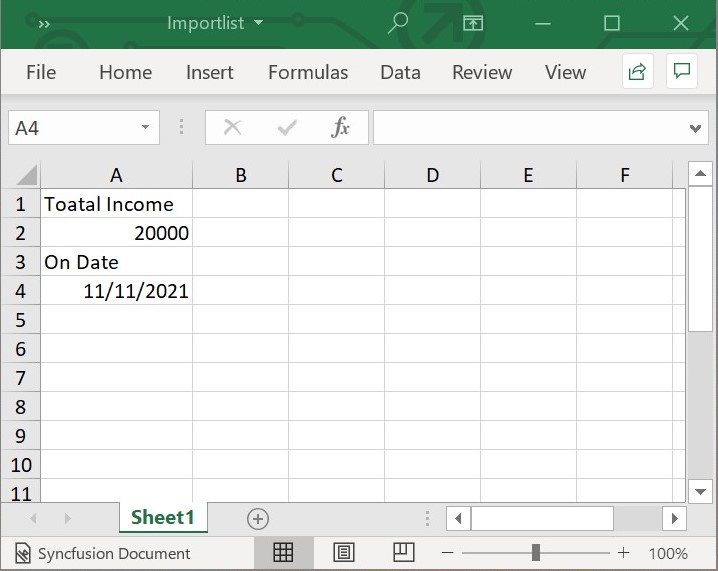 Importlist
File Home Insert Formulas Data Review View
A4 fx
A B C D E F
1 Toatal Income
2 20000
3 On Date
4 11/11/2021
5
6
7
8
9
10
11
Sheet1
Syncfusion Document 100%